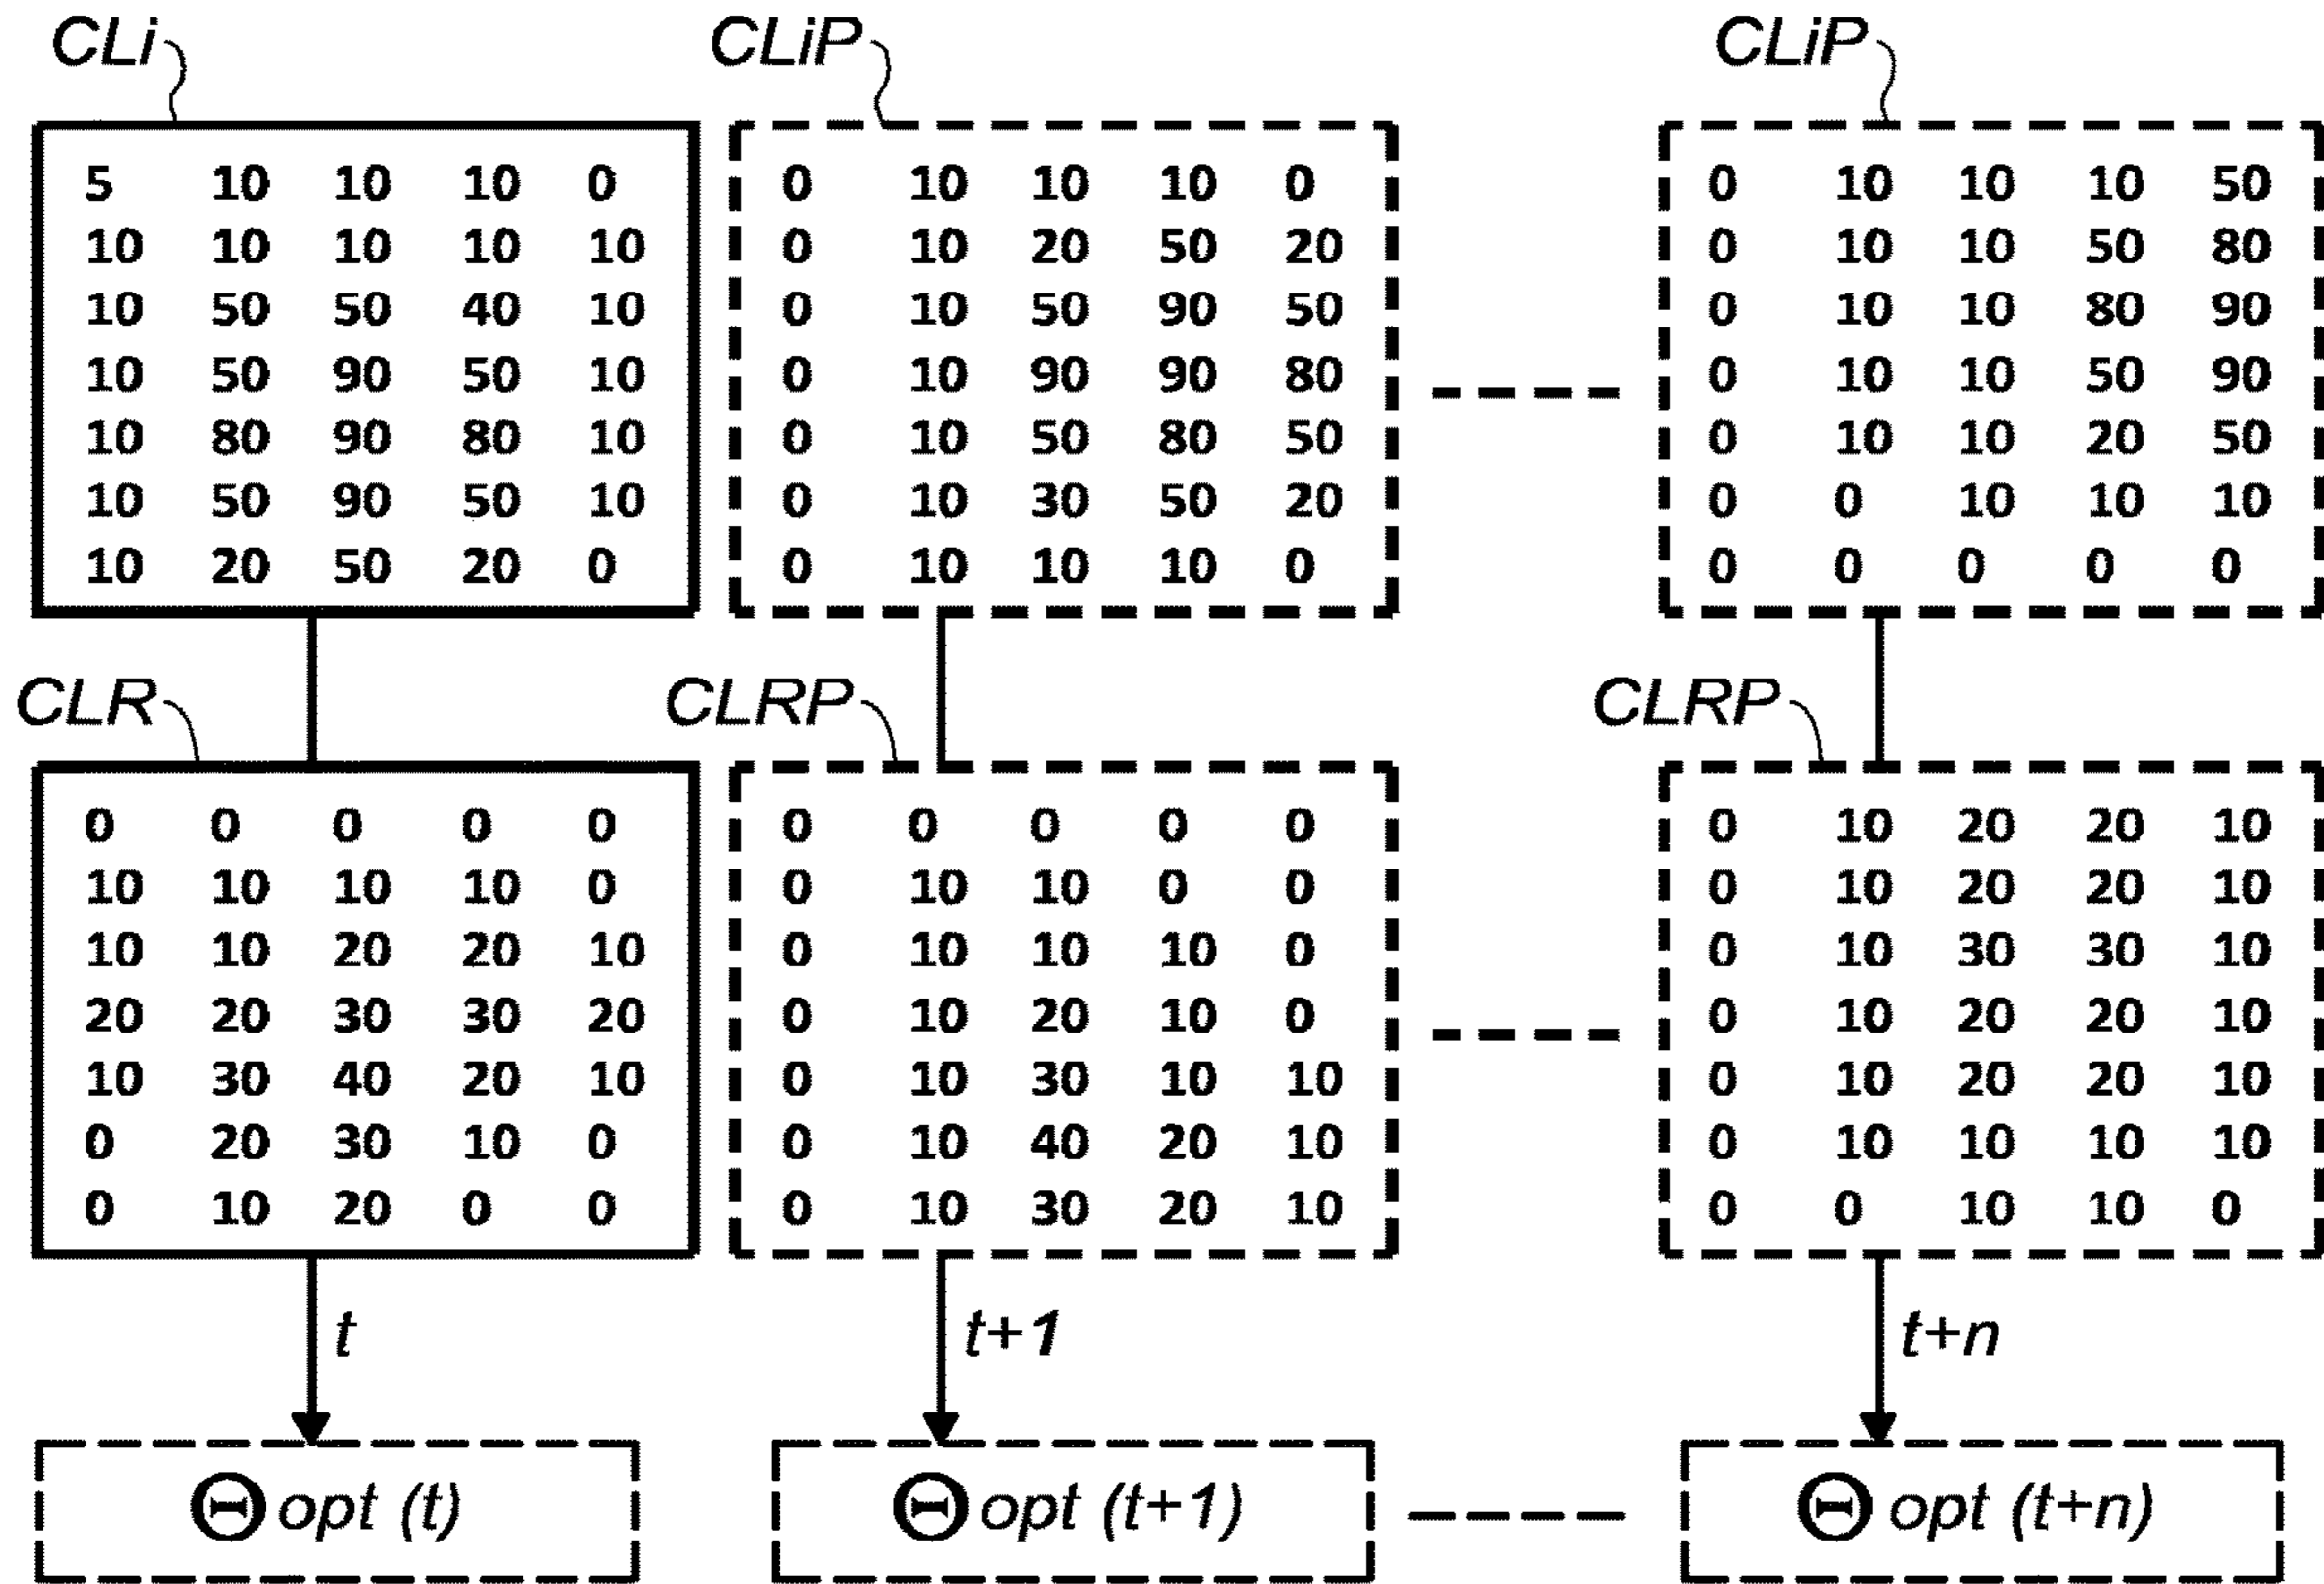 CLi CLiP CLiP
5 10 10 10 0 0 10 10 10 0 0 10 10 10 50
10 10 10 10 10 0 10 20 50 20 0 10 10 50 80
10 50 50 40 10 0 10 50 90 50 0 10 10 80 90
10 50 90 50 10 0 10 90 90 80 0 10 10 50 90
10 80 90 80 10 0 10 50 80 50 0 10 10 20 50
10 50 90 50 10 0 10 30 50 20 0 0 10 10 10
10 20 50 20 0 0 10 10 10 0 0 0 0 0 0
CLR CLRP CLRP
0 0 0 0 0 0 0 0 0 0 0 10 20 20 10
10 10 10 10 0 0 10 10 0 0 0 10 20 20 10
10 10 20 20 10 0 10 10 10 0 0 10 30 30 10
20 20 30 30 20 0 10 20 10 0 0 10 20 20 10
10 30 40 20 10 0 10 30 10 10 0 10 20 20 10
0 20 30 10 0 0 10 40 20 10 0 10 10 10 10
0 10 20 0 0 0 10 30 20 10 0 0 10 10 0
t t+1 t+n
Θ opt (t) Θ opt (t+1) Θ opt (t+n)